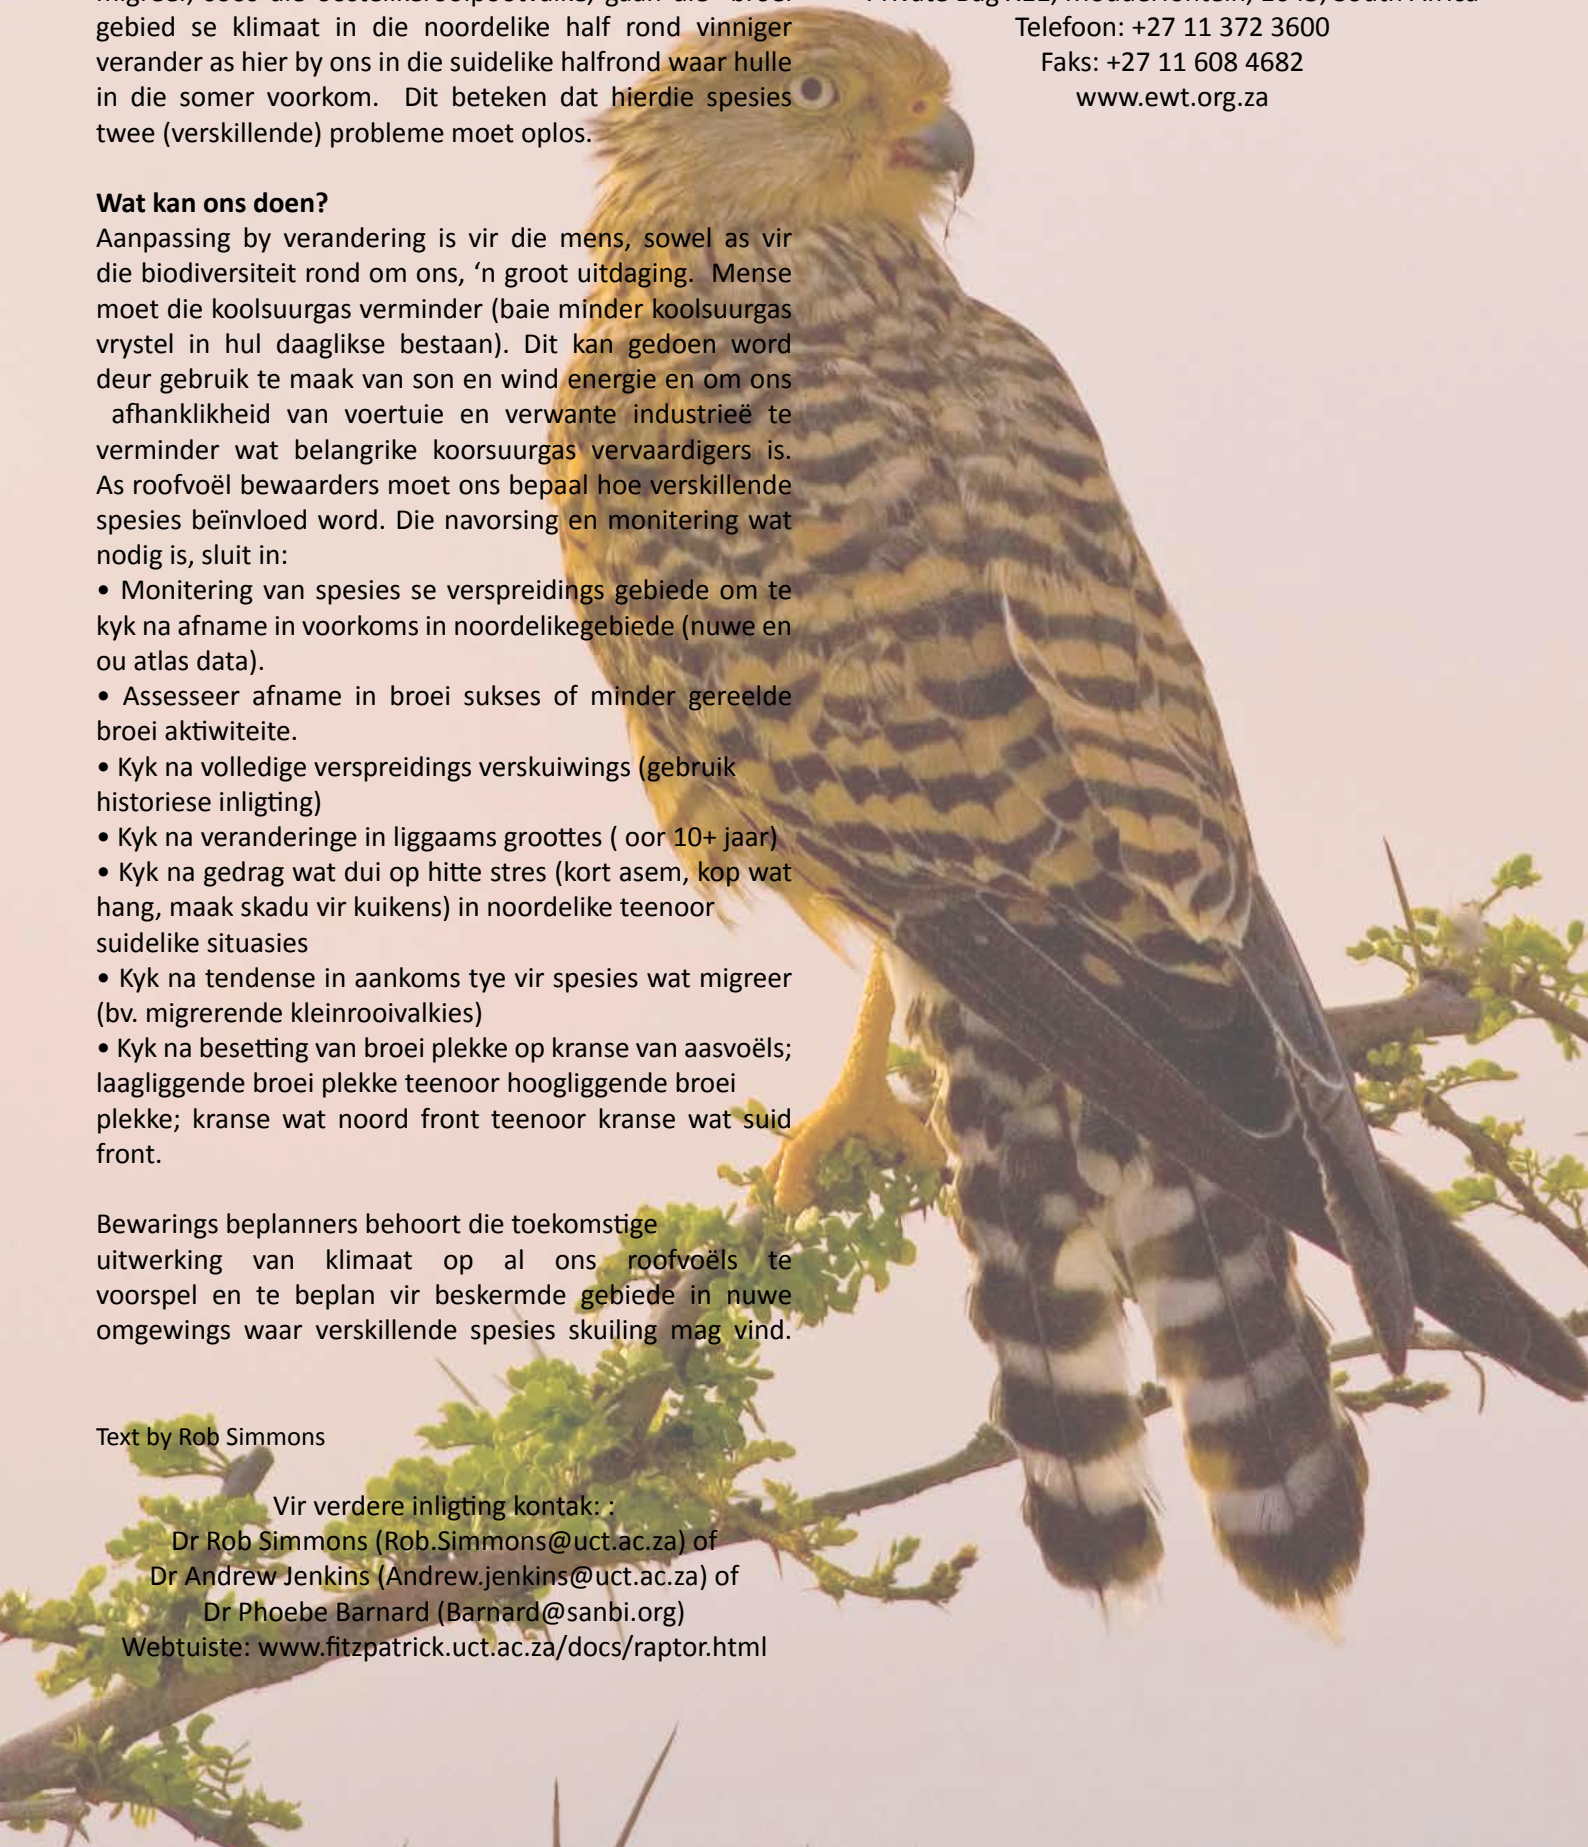 gebied se klimaat in die noordelike half rond vinniger
verander as hier by ons in die suidelike halfrond waar hulle
in die somer voorkom. Dit beteken dat hierdie spesies
twee (verskillende) probleme moet oplos.
Wat kan ons doen?
Aanpassing by verandering is vir die mens, sowel as vir
die biodiversiteit rond om ons, ‘n groot uitdaging. Mense
moet die koolsuurgas verminder (baie minder koolsuurgas
vrystel in hul daaglikse bestaan). Dit kan gedoen word
deur gebruik te maak van son en wind energie en om ons
afhanklikheid van voertuie en verwante industrieë te
verminder wat belangrike koorsuurgas vervaardigers is.
As roofvoël bewaarders moet ons bepaal hoe verskillende
spesies beïnvloed word. Die navorsing en monitering wat
nodig is, sluit in:
• Monitering van spesies se verspreidings gebiede om te
kyk na afname in voorkoms in noordelikegebiede (nuwe en
ou atlas data).
• Assesseer afname in broei sukses of minder gereelde
broei aktiwiteite.
• Kyk na volledige verspreidings verskuiwings (gebruik
historiese inligting)
• Kyk na veranderinge in liggaams groottes ( oor 10+ jaar)
• Kyk na gedrag wat dui op hitte stres (kort asem, kop wat
hang, maak skadu vir kuikens) in noordelike teenoor
suidelike situasies
• Kyk na tendense in aankoms tye vir spesies wat migreer
(bv. migrerende kleinrooivalkies)
• Kyk na besetting van broei plekke op kranse van aasvoëls;
laagliggende broei plekke teenoor hoogliggende broei
plekke; kranse wat noord front teenoor kranse wat suid
front.
Bewarings beplanners behoort die toekomstige
uitwerking van klimaat op al ons roofvoëls te
voorspel en te beplan vir beskermde gebiede in nuwe
omgewings waar verskillende spesies skuiling mag vind.
Text by Rob Simmons
Vir verdere inligting kontak: :
Dr Rob Simmons (Rob.Simmons@uct.ac.za) of
Dr Andrew Jenkins (Andrew.jenkins@uct.ac.za) of
Dr Phoebe Barnard (Barnard@sanbi.org)
Webtuiste: www.fitzpatrick.uct.ac.za/docs/raptor.html
Telefoon: +27 11 372 3600
Faks: +27 11 608 4682
www.ewt.org.za